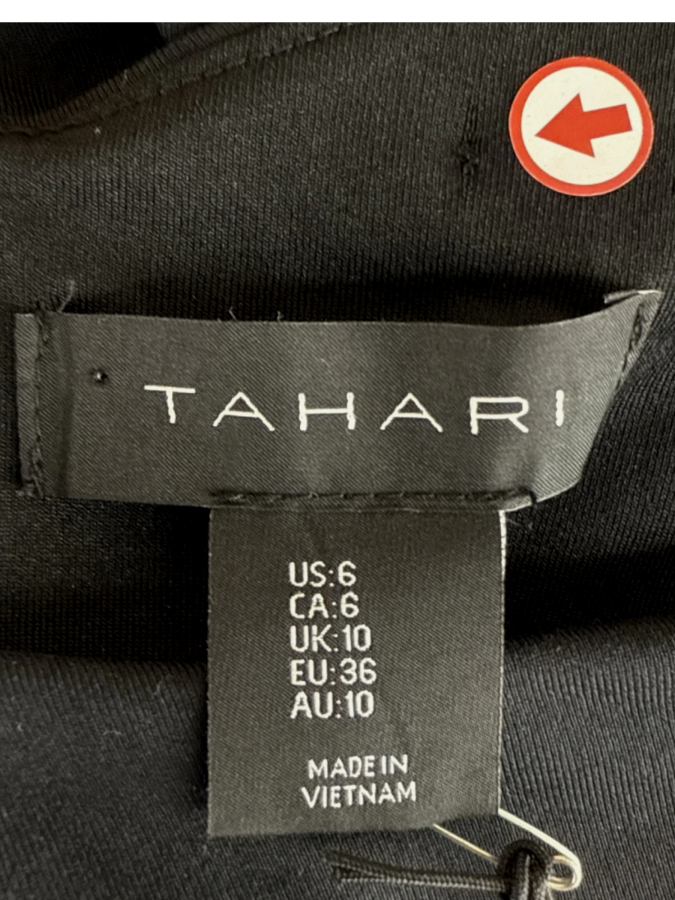 TAHARI
US:6
CA:6
UK:10
EU:36
AU:10
MADE IN
VIETNAM